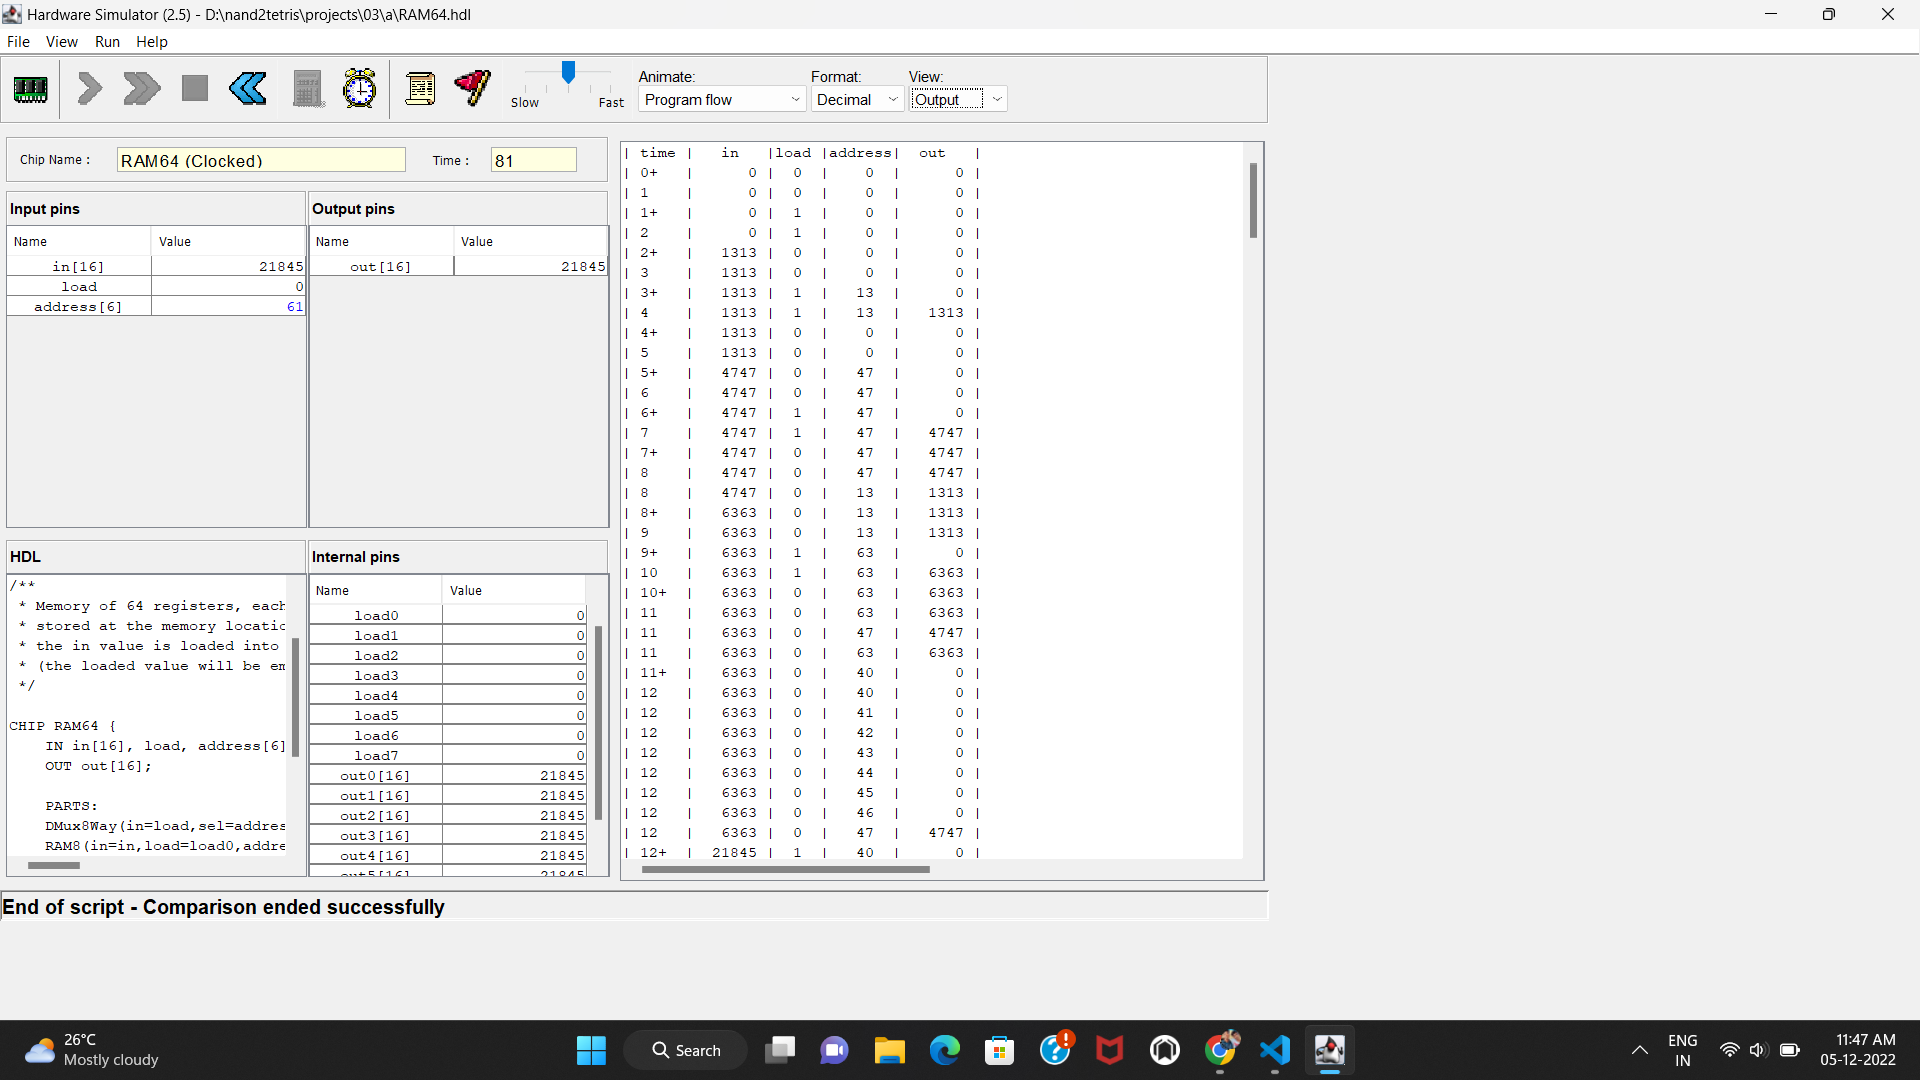 Hardware Simulator (2.5) - D:\nand2tetris\projects\03\a\RAM64.hdl
File View Run Help
Slow Fast
Animate: Format: View:
Program flow Decimal Output
Chip Name : RAM64 (Clocked) Time : 81
Input pins
Name Value
in[16] 21845
load 0
address[6] 61
Output pins
Name Value
out[16] 21845
HDL
/**
* Memory of 64 registers, each
* stored at the memory locatic
* the in value is loaded into
* (the loaded value will be em
*/
CHIP RAM64 {
IN in[16], load, address[6]
OUT out[16];
PARTS:
DMux8Way(in=load,sel=addres
RAM8(in=in,load=load0,addre
Internal pins
Name Value
load0 0
load1 0
load2 0
load3 0
load4 0
load5 0
load6 0
load7 0
out0[16] 21845
out1[16] 21845
out2[16] 21845
out3[16] 21845
out4[16] 21845
out5[16] 21845
| time | in |load |address| out |
| 0+ | 0 | 0 | 0 | 0 |
| 1 | 0 | 0 | 0 | 0 |
| 1+ | 0 | 1 | 0 | 0 |
| 2 | 0 | 1 | 0 | 0 |
| 2+ | 1313 | 0 | 0 | 0 |
| 3 | 1313 | 0 | 0 | 0 |
| 3+ | 1313 | 1 | 13 | 0 |
| 4 | 1313 | 1 | 13 | 1313 |
| 4+ | 1313 | 0 | 0 | 0 |
| 5 | 1313 | 0 | 0 | 0 |
| 5+ | 4747 | 0 | 47 | 0 |
| 6 | 4747 | 0 | 47 | 0 |
| 6+ | 4747 | 1 | 47 | 0 |
| 7 | 4747 | 1 | 47 | 4747 |
| 7+ | 4747 | 0 | 47 | 4747 |
| 8 | 4747 | 0 | 47 | 4747 |
| 8 | 4747 | 0 | 13 | 1313 |
| 8+ | 6363 | 0 | 13 | 1313 |
| 9 | 6363 | 0 | 13 | 1313 |
| 9+ | 6363 | 1 | 63 | 0 |
| 10 | 6363 | 1 | 63 | 6363 |
| 10+ | 6363 | 0 | 63 | 6363 |
| 11 | 6363 | 0 | 63 | 6363 |
| 11 | 6363 | 0 | 47 | 4747 |
| 11 | 6363 | 0 | 63 | 6363 |
| 11+ | 6363 | 0 | 40 | 0 |
| 12 | 6363 | 0 | 40 | 0 |
| 12 | 6363 | 0 | 41 | 0 |
| 12 | 6363 | 0 | 42 | 0 |
| 12 | 6363 | 0 | 43 | 0 |
| 12 | 6363 | 0 | 44 | 0 |
| 12 | 6363 | 0 | 45 | 0 |
| 12 | 6363 | 0 | 46 | 0 |
| 12 | 6363 | 0 | 47 | 4747 |
| 12+ | 21845 | 1 | 40 | 0 |
End of script - Comparison ended successfully
26°C
Mostly cloudy
Search
ENG
IN
11:47 AM
05-12-2022